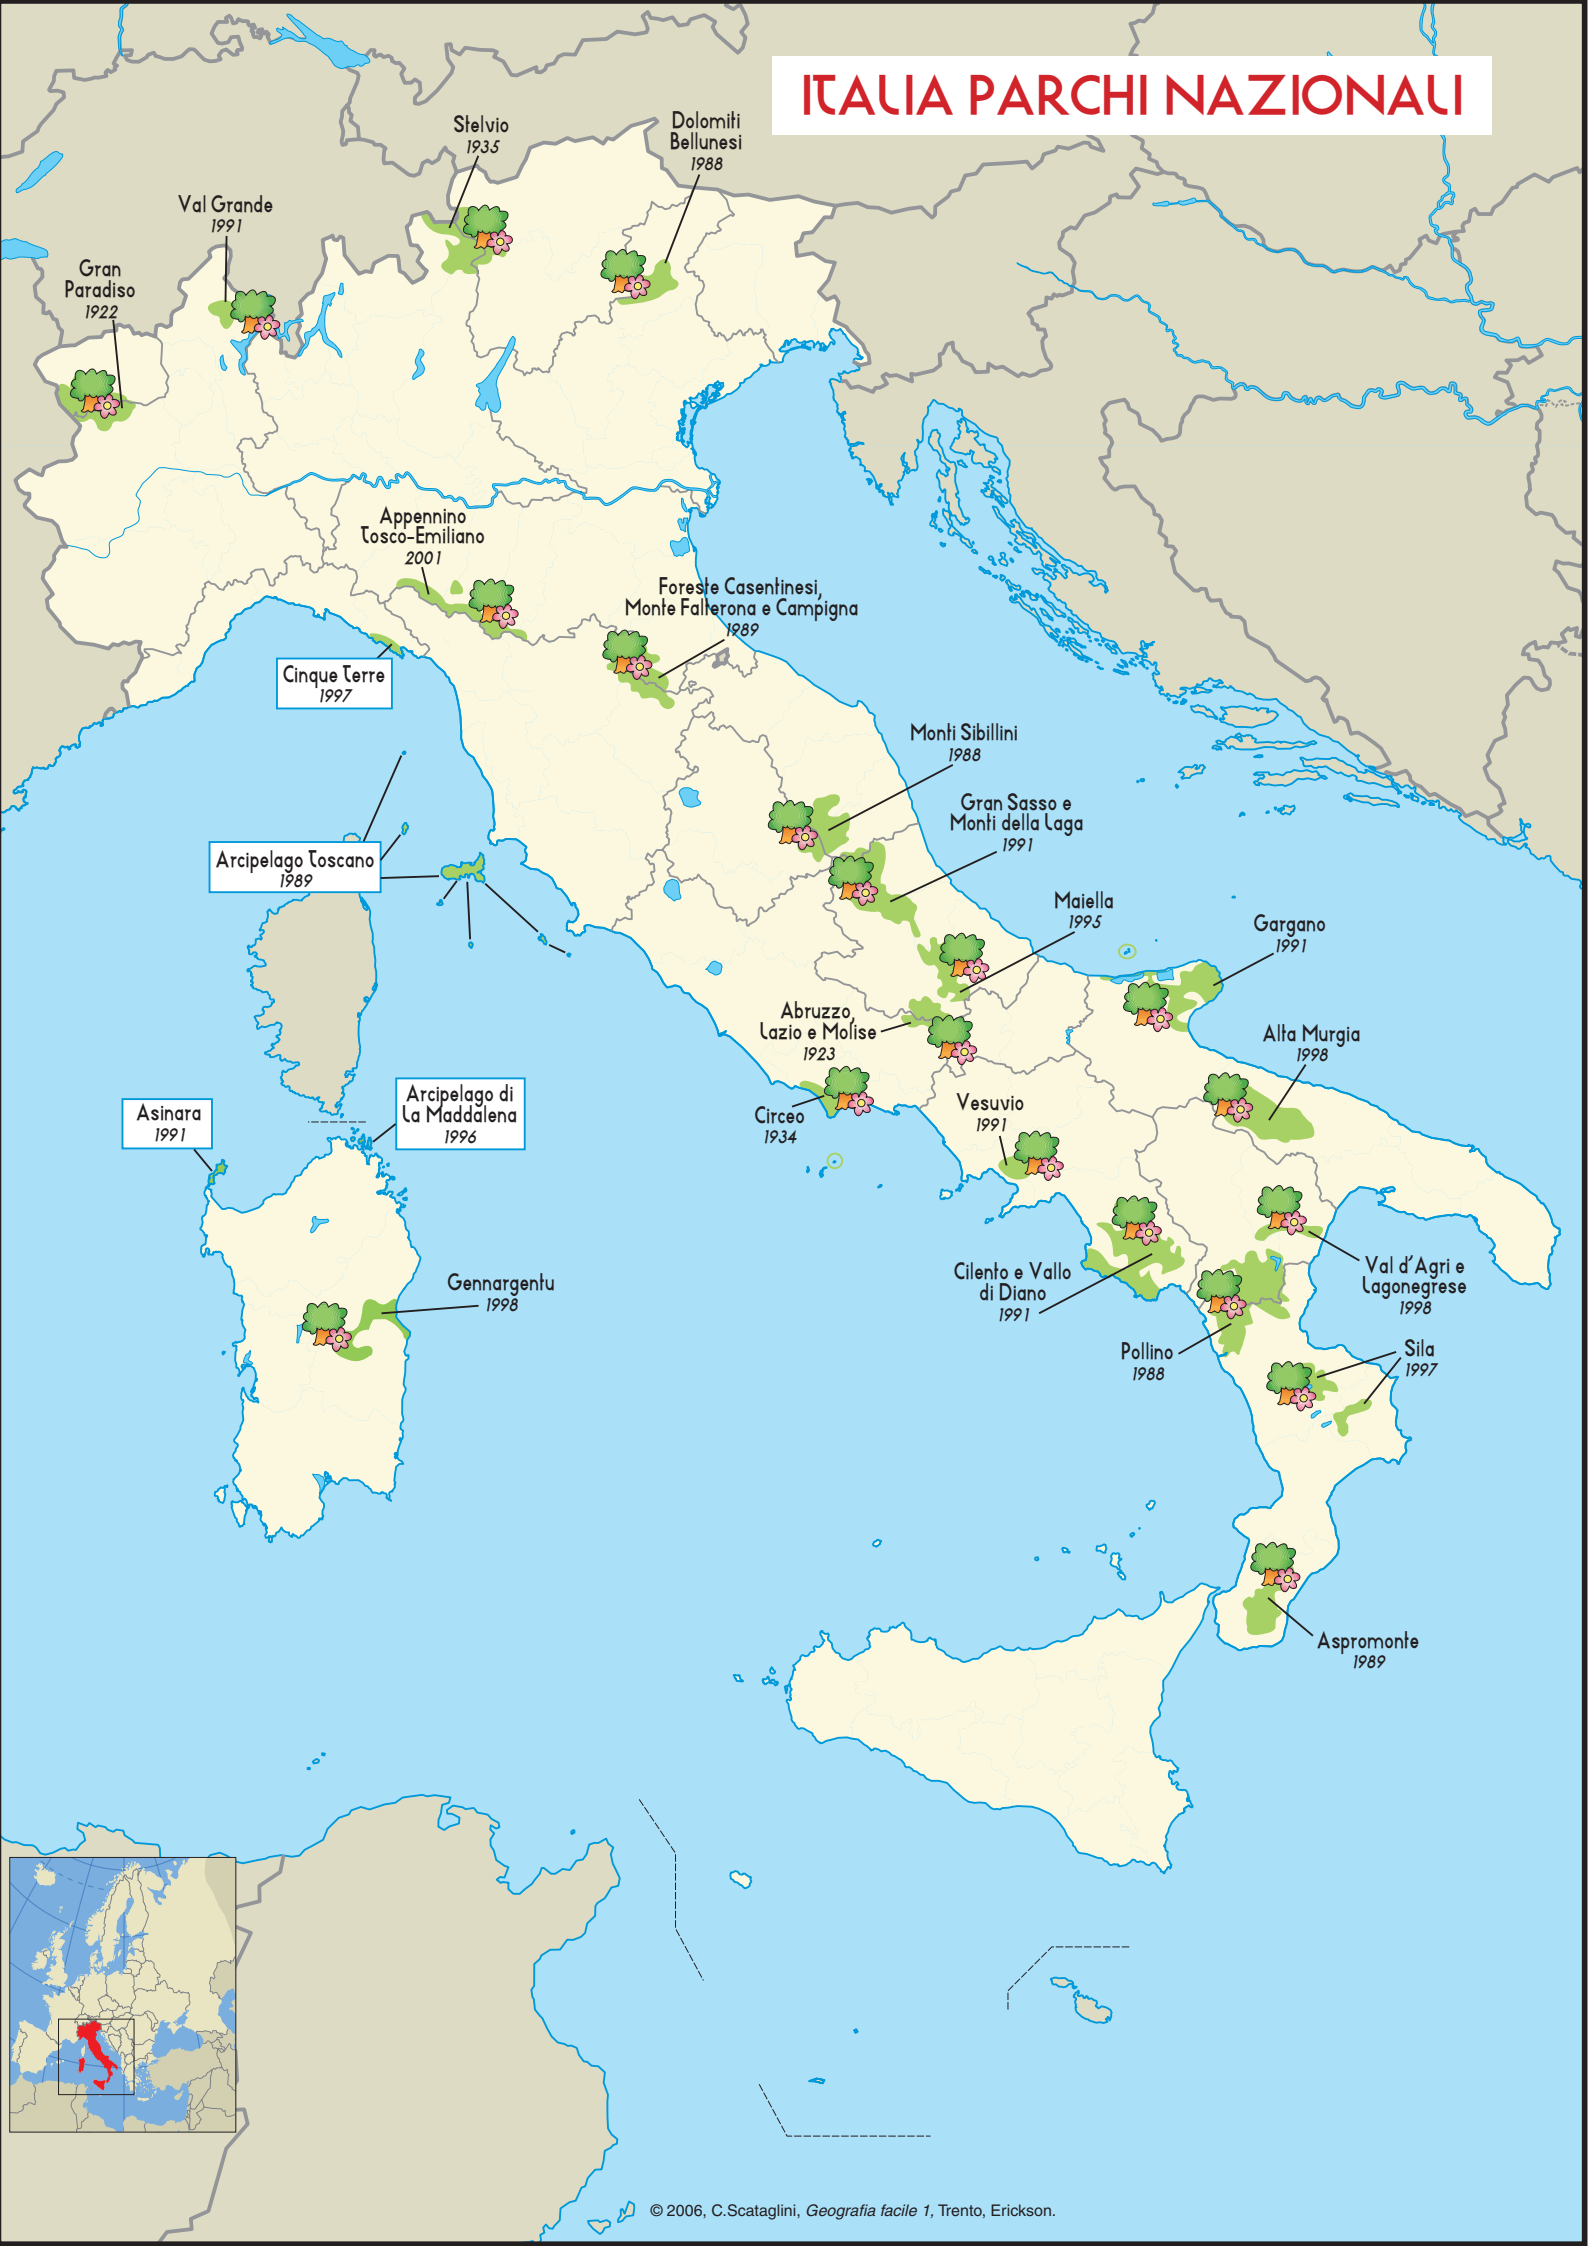 ITALIA PARCHI NAZIONALI
Stelvio
1935
Dolomiti
Bellunesi
1988
Val Grande
1991
Gran
Paradiso
1922
Appennino
Tosco-Emiliano
2001
Foreste Casentinesi,
Monte Falterona e Campigna
1989
Cinque Terre
1997
Monti Sibillini
1988
Gran Sasso e
Monti della Laga
1991
Arcipelago Toscano
1989
Maiella
1995
Gargano
1991
Abruzzo,
Lazio e Molise
1923
Alta Murgia
1998
Arcipelago di
La Maddalena
1996
Asinara
1991
Circeo
1934
Vesuvio
1991
Cilento e Vallo
di Diano
1991
Val d'Agri e
Lagonegrese
1998
Gennargentu
1998
Pollino
1988
Sila
1997
Aspromonte
1989
© 2006, C.Scataglini, Geografia facile 1, Trento, Erickson.